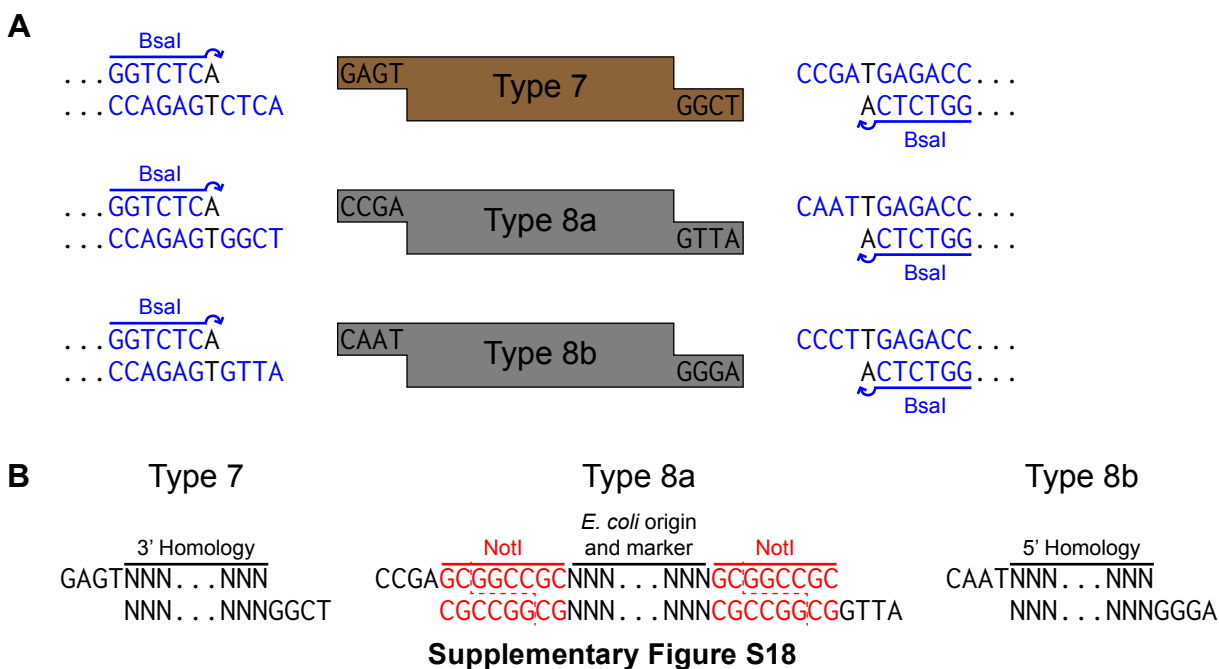 A
BsaI
...GGTCTCA
...CCAGAGTCTCA
GAGT
Type 7
GGCT
CCGATGAGACC...
ACTCTGG...
BsaI
BsaI
...GGTCTCA
...CCAGAGTGGCT
CCGA
Type 8a
GTTA
CAATTGAGACC...
ACTCTGG...
BsaI
BsaI
...GGTCTCA
...CCAGAGTGTTA
CAAT
Type 8b
GGGA
CCCTTGAGACC...
ACTCTGG...
BsaI
B
Type 7
3' Homology
GAGTNNN...NNN
NNN...NNNGGCT
Type 8a
NotI
E. coli origin
and marker
NotI
CCGAGCGGCCGCNNN...NNNGCGGCCGC
CGCCGGCGNNN...NNNCGCCGGCGGTTA
Type 8b
5' Homology
CAATNNN...NNN
NNN...NNNGGGA
Supplementary Figure S18